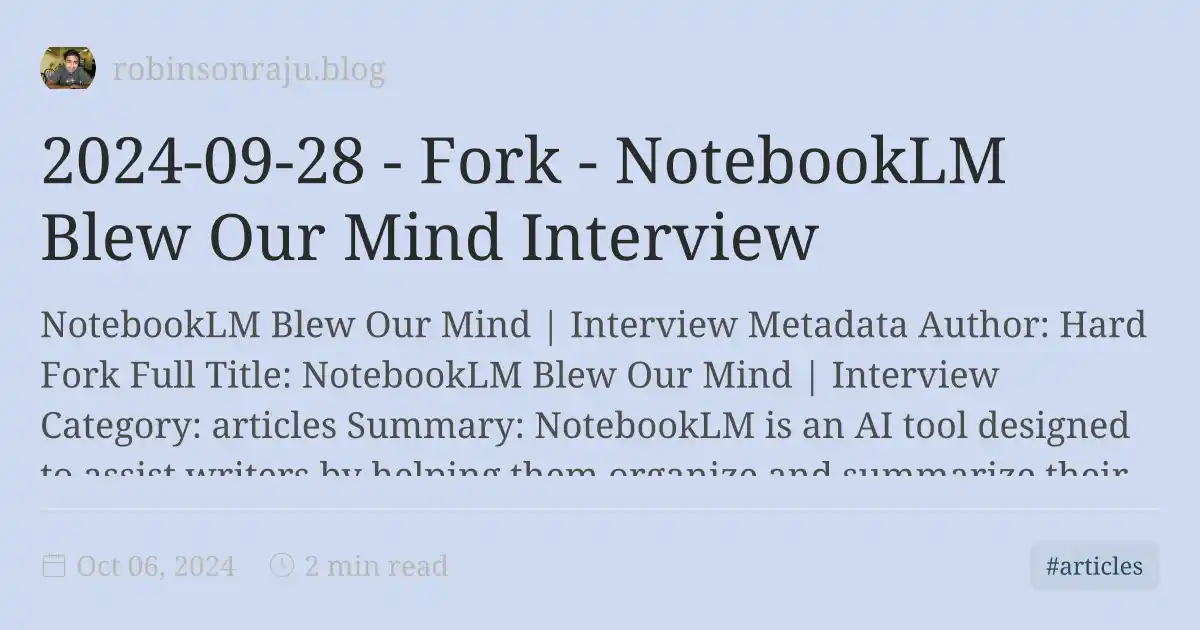 robinsonraju.blog
2024-09-28 - Fork - NotebookLM
Blew Our Mind Interview
NotebookLM Blew Our Mind | Interview Metadata Author: Hard
Fork Full Title: NotebookLM Blew Our Mind | Interview
Category: articles Summary: NotebookLM is an AI tool designed
to assist writers by helping them organize and summarize their
Oct 06, 2024
2 min read
#articles